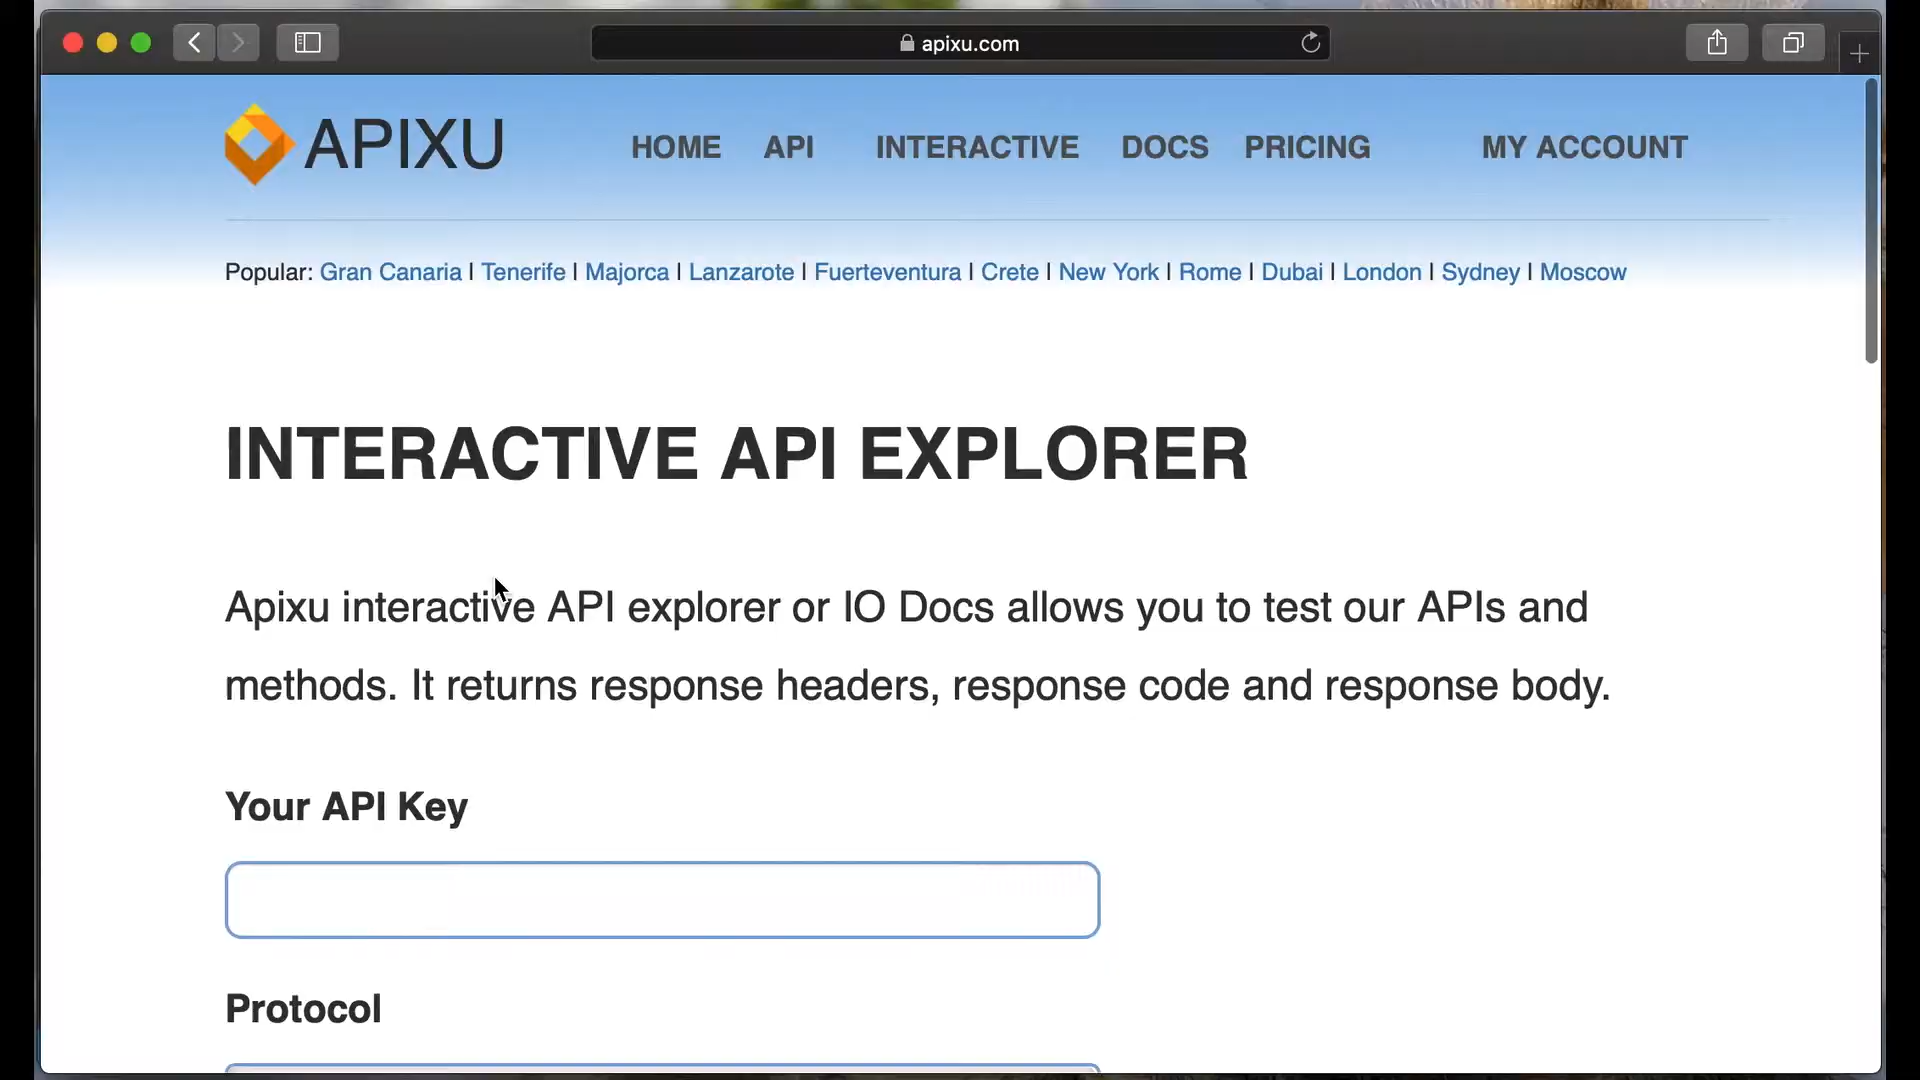 apixu.com
APIXU HOME API INTERACTIVE DOCS PRICING MY ACCOUNT
Popular: Gran Canaria | Tenerife | Majorca | Lanzarote | Fuerteventura | Crete | New York | Rome | Dubai | London | Sydney | Moscow
INTERACTIVE API EXPLORER
Apixu interactive API explorer or IO Docs allows you to test our APIs and
methods. It returns response headers, response code and response body.
Your API Key
Protocol